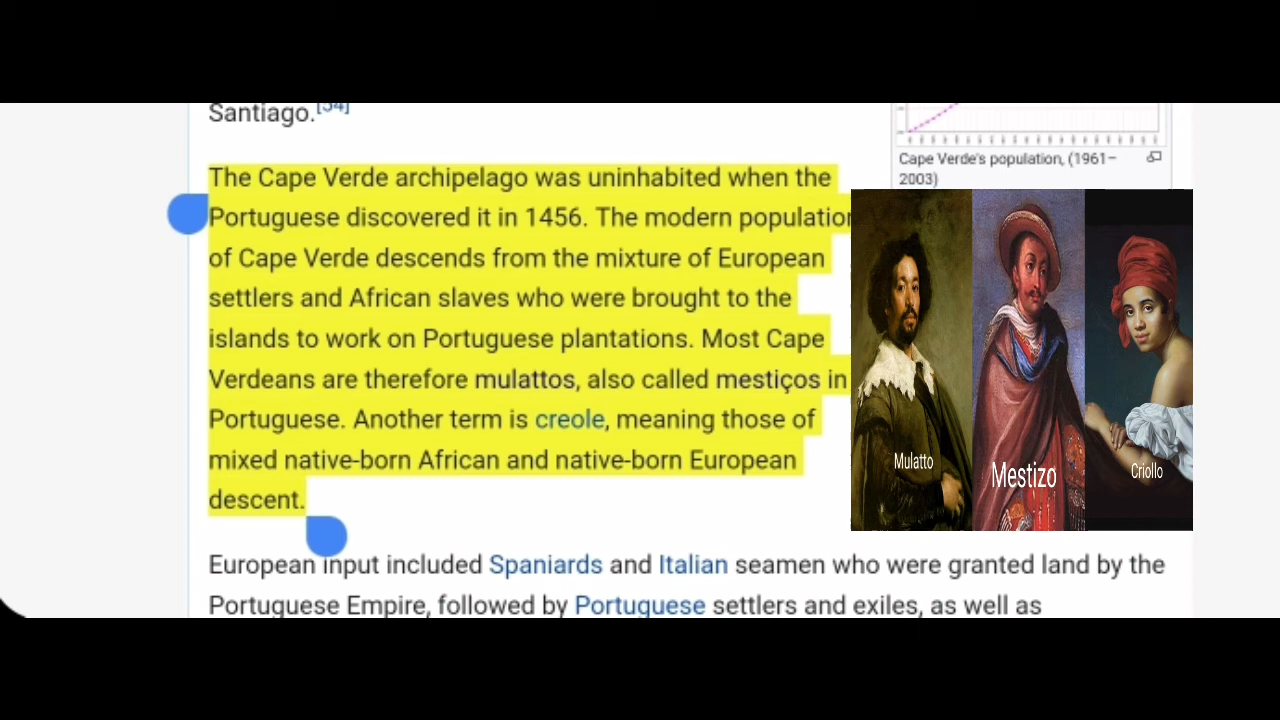 Santiago.[54]
Cape Verde's population, (1961–
2003)
The Cape Verde archipelago was uninhabited when the
Portuguese discovered it in 1456. The modern population
of Cape Verde descends from the mixture of European
settlers and African slaves who were brought to the
islands to work on Portuguese plantations. Most Cape
Verdeans are therefore mulattos, also called mestiços in
Portuguese. Another term is creole, meaning those of
mixed native-born African and native-born European
descent.
Mulatto
Mestizo
Criollo
European input included Spaniards and Italian seamen who were granted land by the
Portuguese Empire, followed by Portuguese settlers and exiles, as well as